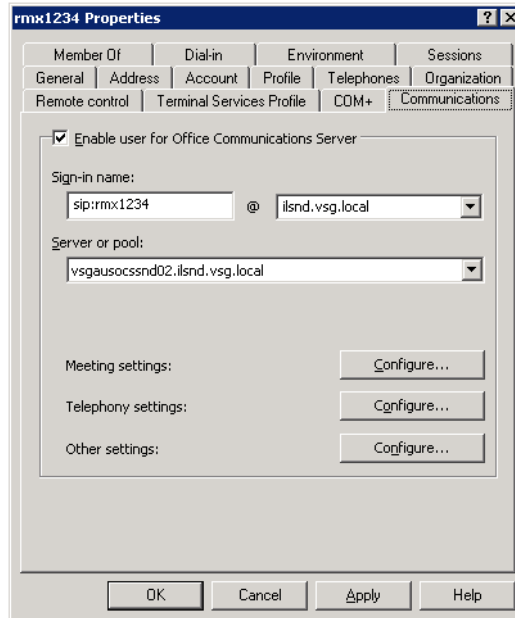 rmx1234 Properties
Member Of Dial-in Environment Sessions
General Address Account Profile Telephones Organization
Remote control Terminal Services Profile COM+ Communications
Enable user for Office Communications Server
Sign-in name:
sip:rmx1234 @ ilsnd.vsg.local
Server or pool:
vsgausocssnd02.ilsnd.vsg.local
Meeting settings: Configure...
Telephony settings: Configure...
Other settings: Configure...
OK Cancel Apply Help